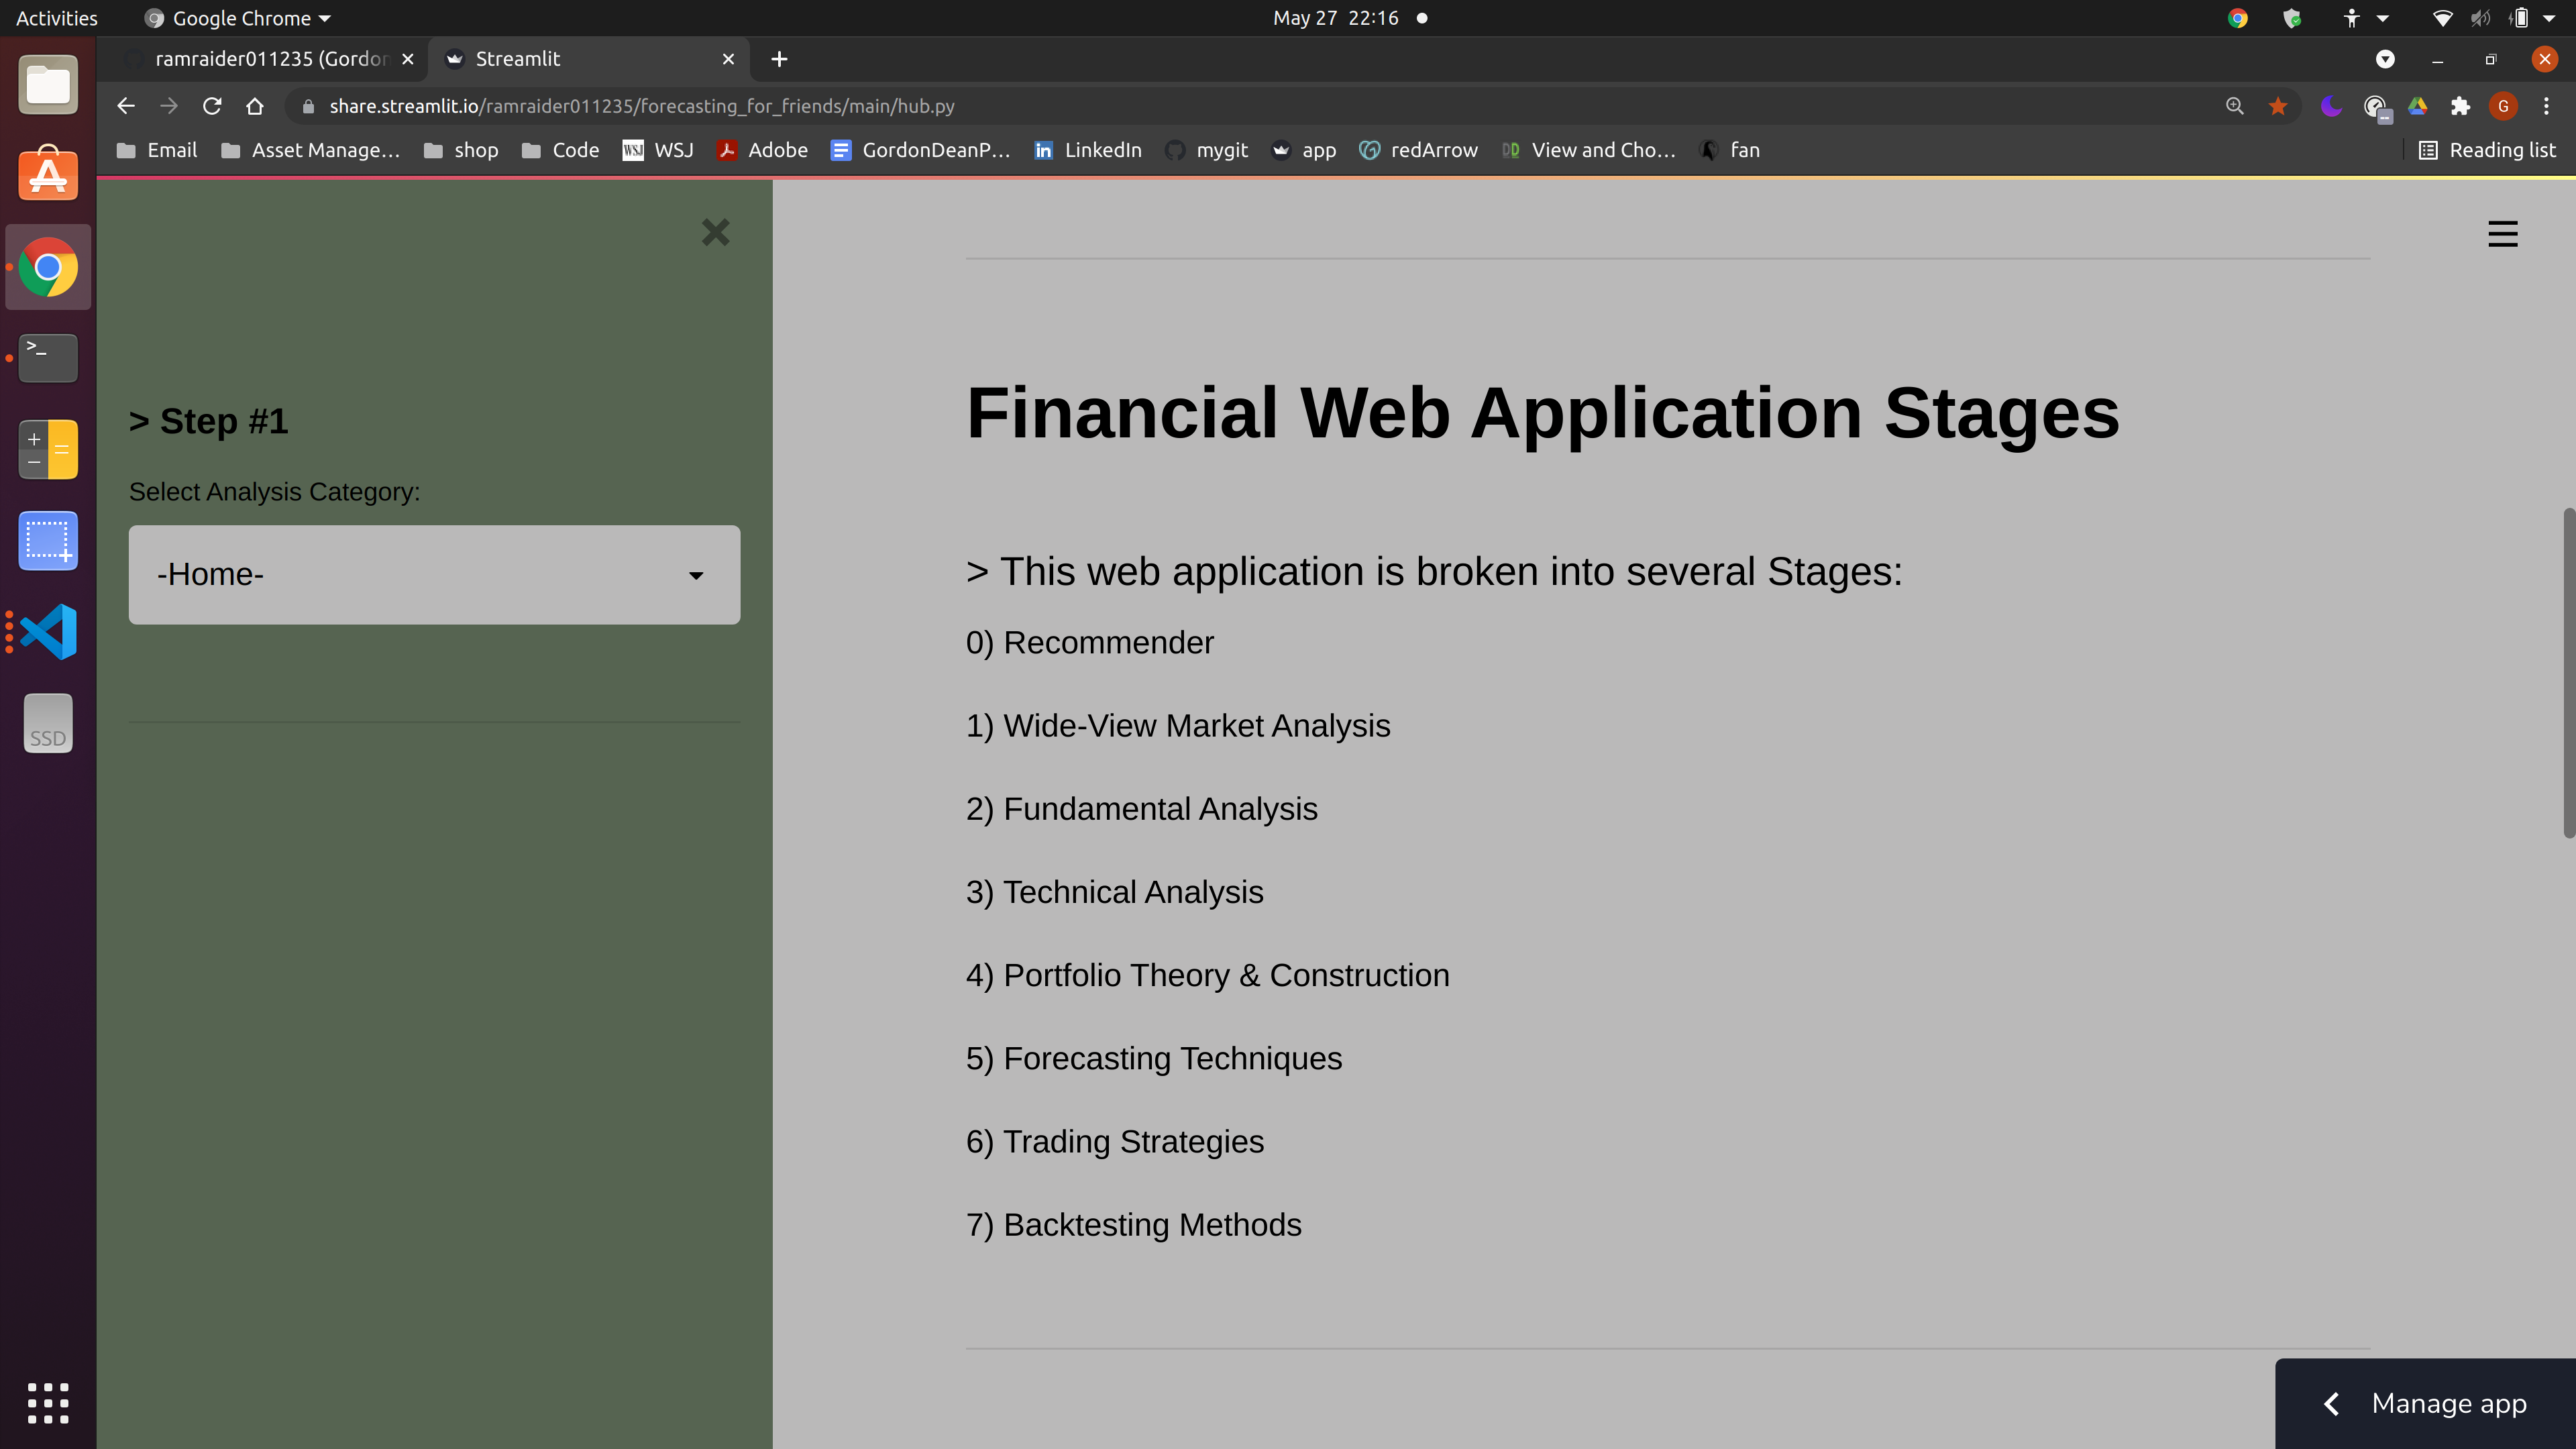 Activities
Google Chrome
May 27 22:16
ramraider011235 (Gordor
Streamlit
share.streamlit.io/ramraider011235/forecasting_for_friends/main/hub.py
G
Email
Asset Manage...
shop
Code
WSJ WSJ
Adobe
GordonDeanP...
in LinkedIn
mygit
app
redArrow
DD View and Cho...
fan
Reading list
> Step #1
Select Analysis Category:
-Home-
Financial Web Application Stages
> This web application is broken into several Stages:
0) Recommender
1) Wide-View Market Analysis
2) Fundamental Analysis
3) Technical Analysis
4) Portfolio Theory & Construction
5) Forecasting Techniques
6) Trading Strategies
7) Backtesting Methods
SSD
Manage app